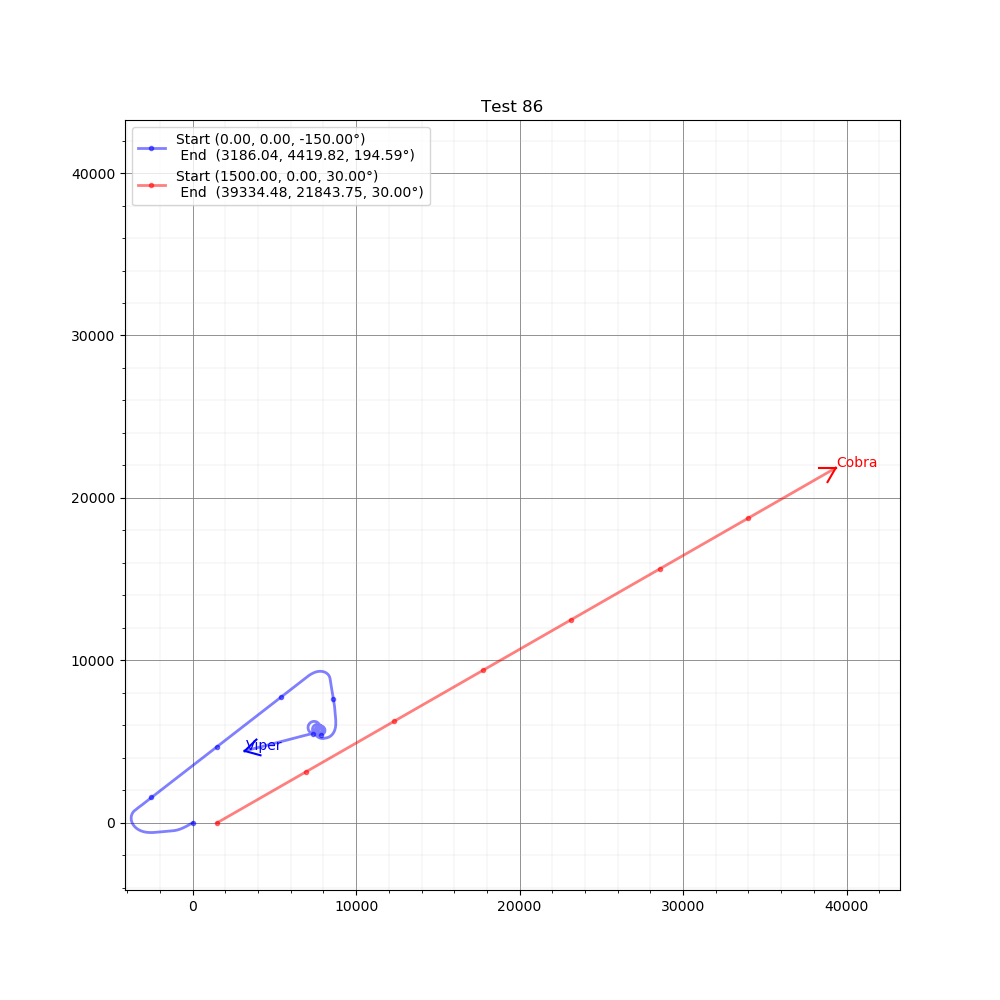 Test 86
Start (0.00, 0.00, -150.00°)
End (3186.04, 4419.82, 194.59°)
Start (1500.00, 0.00, 30.00°)
End (39334.48, 21843.75, 30.00°)
40000
30000
20000
10000
0
Cobra
Viper
0
10000
20000
30000
40000